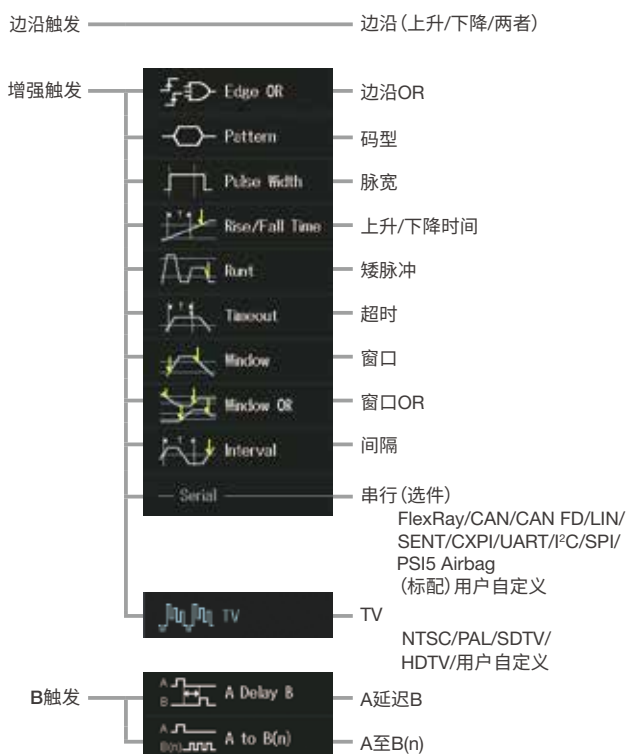 边沿触发 边沿（上升/下降/两者）
增强触发 Edge OR 边沿OR
Pattern 码型
Pulse Width 脉宽
Rise/Fall Time 上升/下降时间
Runt 矮脉冲
Timeout 超时
Window 窗口
Window OR 窗口OR
Interval 间隔
Serial 串行（选件）
FlexRay/CAN/CAN FD/LIN/
SENT/CXPI/UART/I²C/SPI/
PSI5 Airbag
（标配）用户自定义
TV TV
NTSC/PAL/SDTV/
HDTV/用户自定义
B触发 A B A Delay B A延迟B
A B(n) A to B(n) A至B(n)